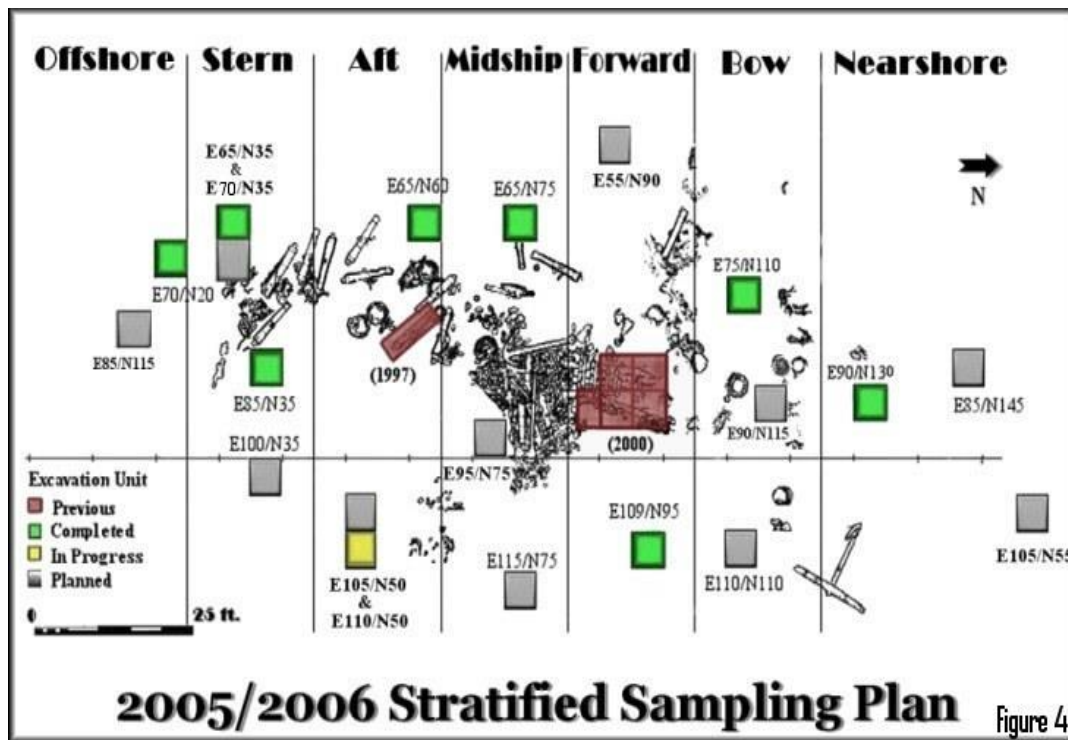 Offshore Stern Aft Midship Forward Bow Nearshore
E65/N35
&
E70/N35
E65/N60
E65/N75
E55/N90
N
E75/N110
E70/N20
E85/N115
(1997)
E85/N35
E90/N130
E85/N145
E90/N115
(2000)
E100/N35
E95/N75
Excavation Unit
Previous
Completed
In Progress
Planned
E109/N95
E115/N75
E110/N110
E105/N55
E105/N50
&
E110/N50
0 25 ft.
2005/2006 Stratified Sampling Plan
Figure 4